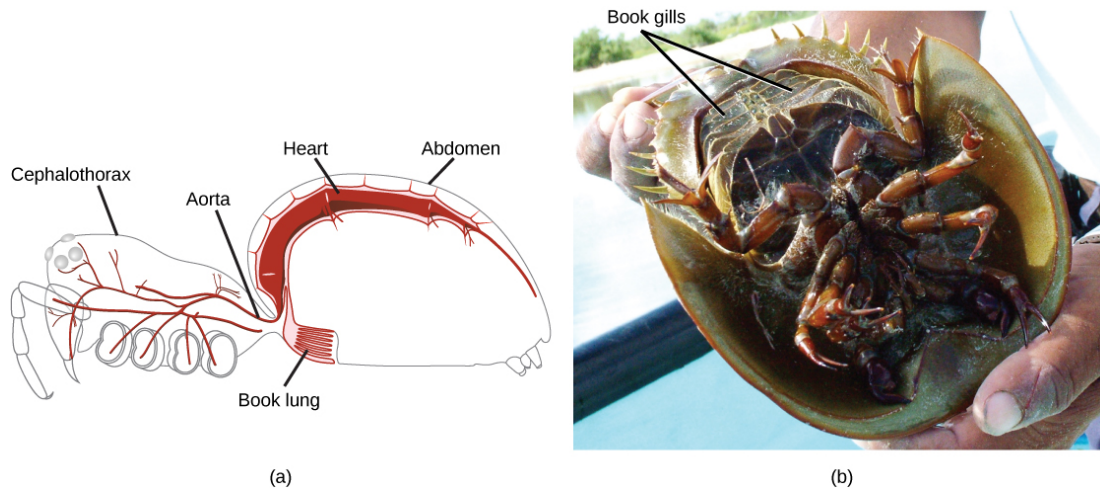 Book gills
Heart
Abdomen
Cephalothorax
Aorta
Book lung
(a)
(b)